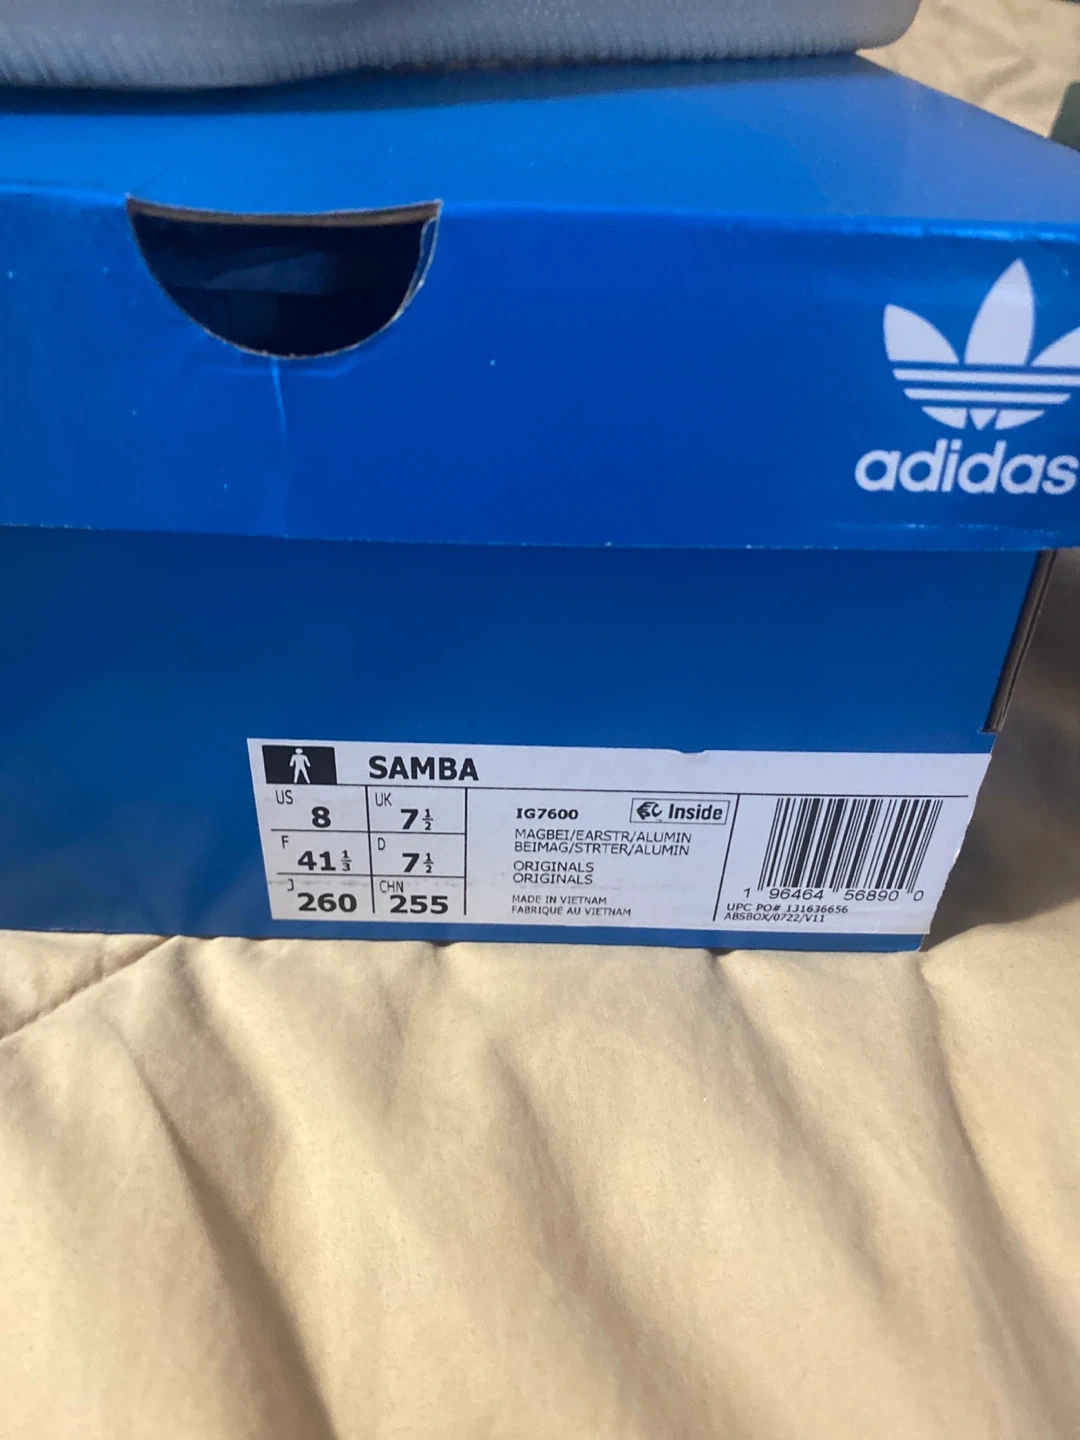 adidas
SAMBA
US 8
UK 7½
F 41⅓
D 7½
J 260
CHN 255
IG7600
Inside
MAGBEI/EARSTR/ALUMIN
BEIMAG/STRTER/ALUMIN
ORIGINALS
ORIGINALS
MADE IN VIETNAM
FABRIQUÉ AU VIETNAM
1 96464 56890 0
UPC PO# 131636656
ABSBOX/0722/V11